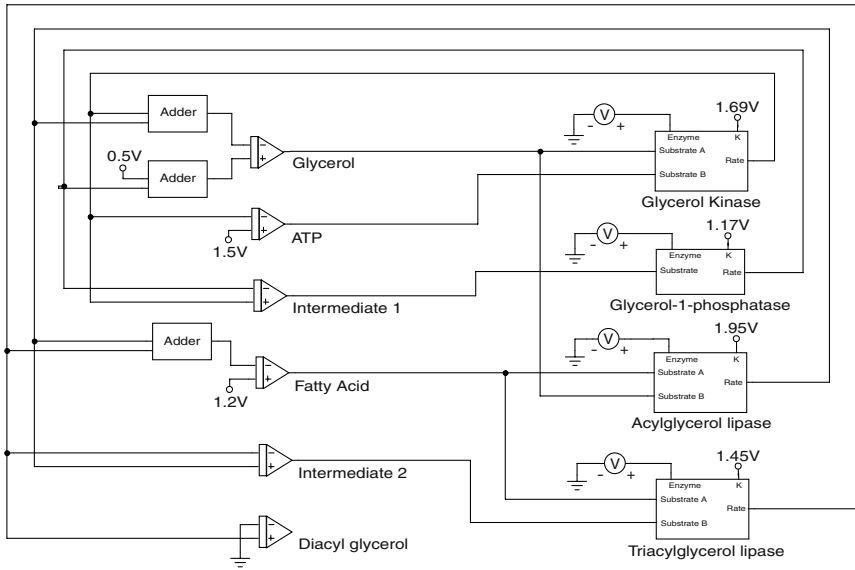 Adder
0.5V
Adder
- +
Glycerol
V
- +
1.69V
Enzyme K
Substrate A
Rate
Substrate B
Glycerol Kinase
- +
1.5V
ATP
V
- +
1.17V
Enzyme K
Substrate
Rate
Glycerol-1-phosphatase
- +
Intermediate 1
Adder
- +
1.2V
Fatty Acid
V
- +
1.95V
Enzyme K
Substrate A
Rate
Substrate B
Acylglycerol lipase
- +
Intermediate 2
V
- +
1.45V
Enzyme K
Substrate A
Rate
Substrate B
Triacylglycerol lipase
- +
Diacyl glycerol